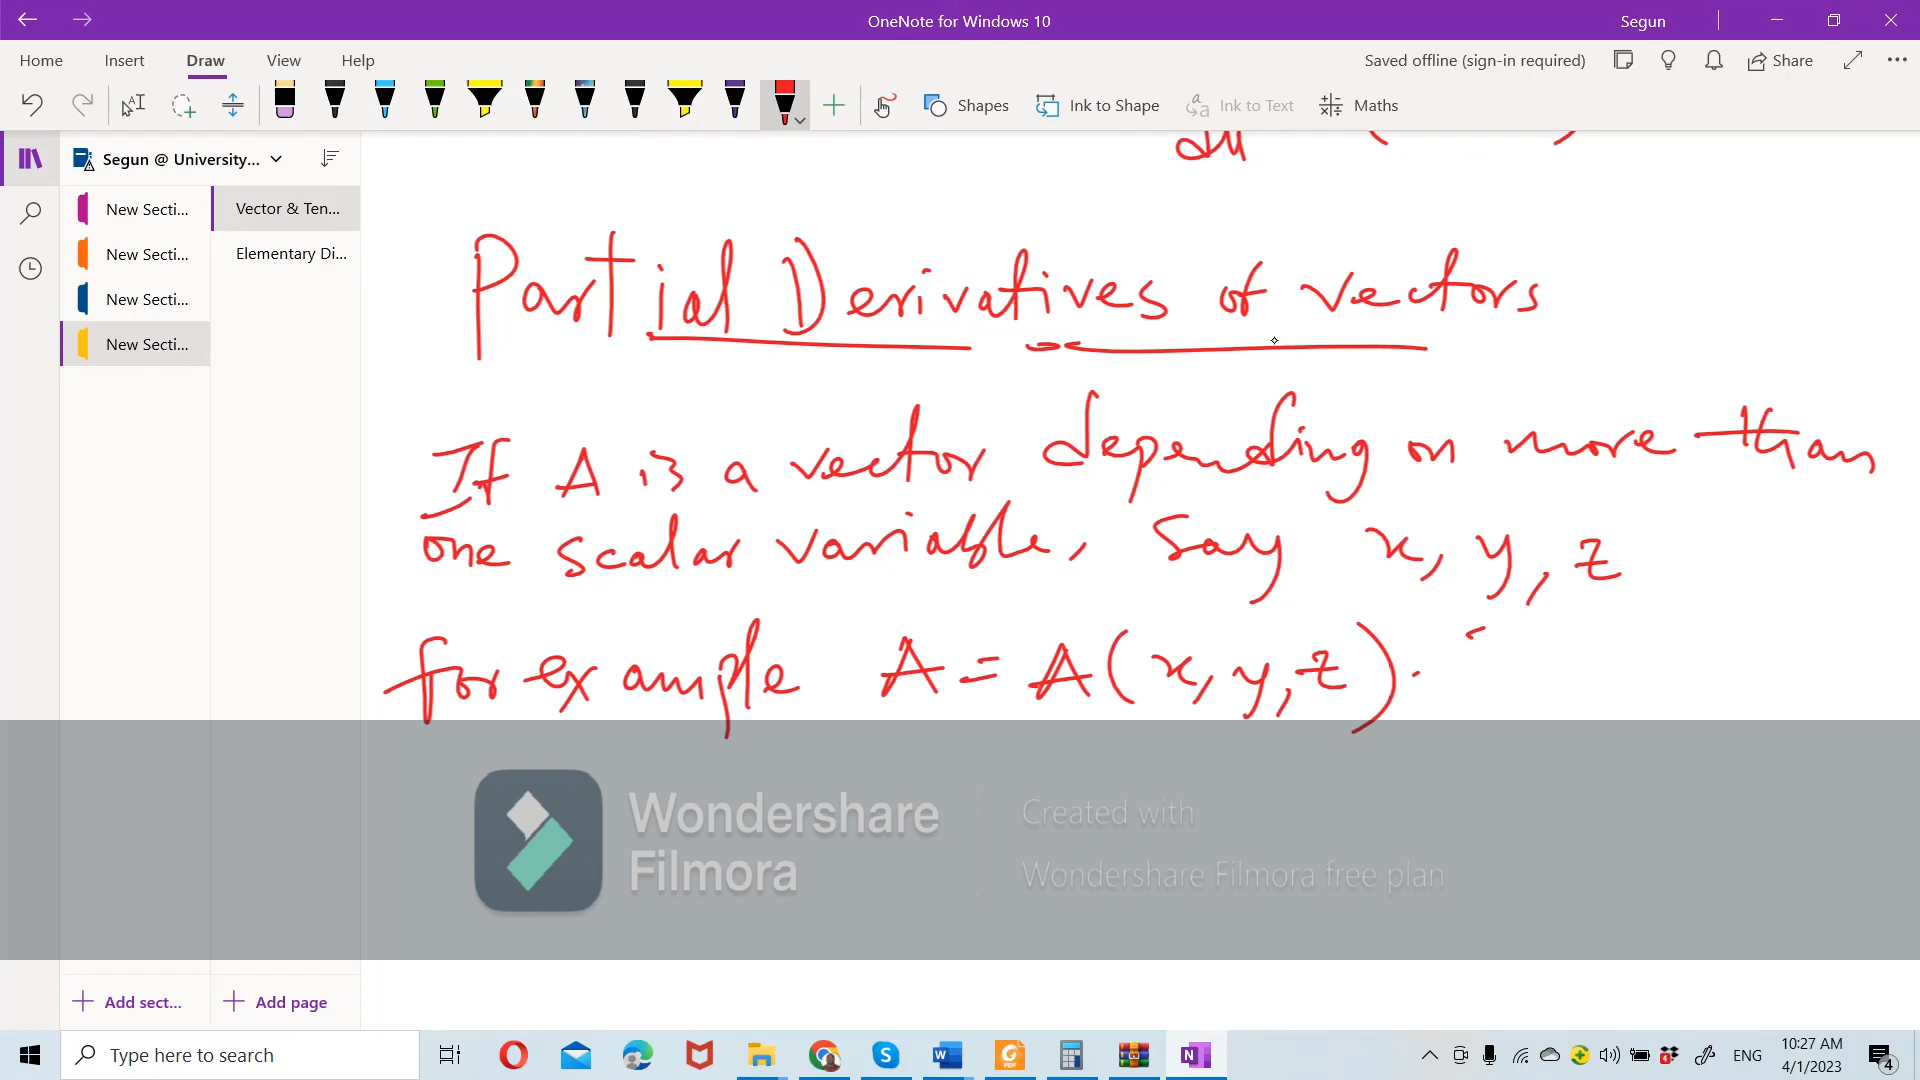 OneNote for Windows 10
Segun
Home Insert Draw View Help
Saved offline (sign-in required)
Share
Shapes
Ink to Shape
Ink to Text
Maths
Segun @ University...
New Secti...
New Secti...
New Secti...
New Secti...
Vector & Ten...
Elementary Di...
Partial Derivatives of vectors
If A is a vector depending on more than
one scalar variable, Say x, y, z
for example A = A(x, y, z).
Wondershare
Filmora
Created with
Wondershare Filmora free plan
Add sect...
Add page
Type here to search
ENG
10:27 AM
4/1/2023
4